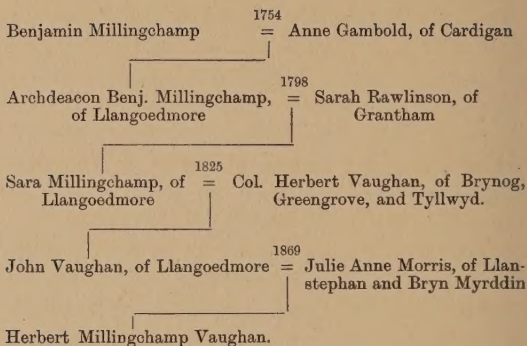 1754
Benjamin Millingchamp = Anne Gambold, of Cardigan
1798
Archdeacon Benj. Millingchamp, = Sarah Rawlinson, of
of Llangoedmore Grantham
1825
Sara Millingchamp, of = Col. Herbert Vaughan, of Brynog,
Llangoedmore Greengrove, and Tyllwyd.
1869
John Vaughan, of Llangoedmore = Julie Anne Morris, of Llan-
stephan and Bryn Myrddin
Herbert Millingchamp Vaughan.